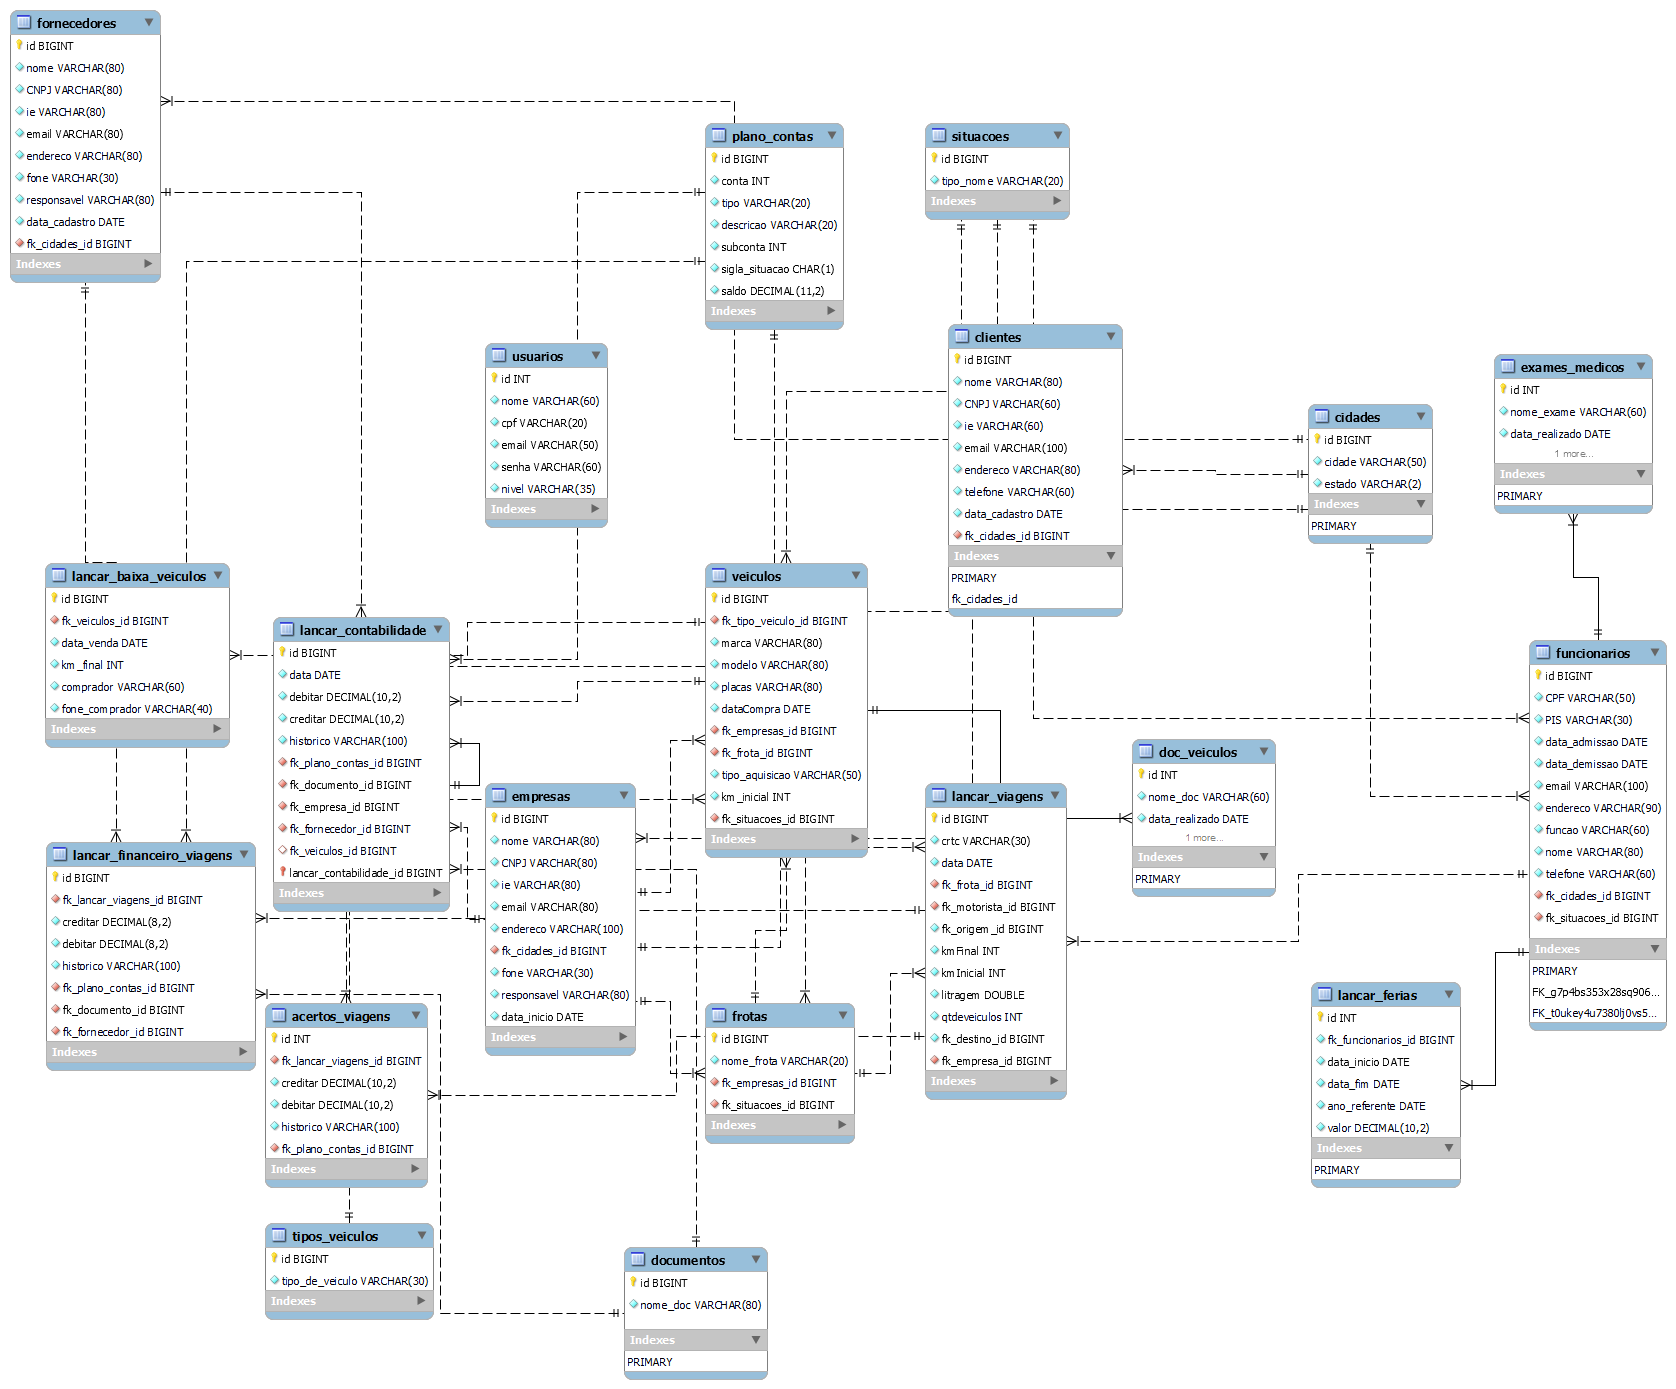 fornecedores
id BIGINT
nome VARCHAR(80)
CNPJ VARCHAR(80)
ie VARCHAR(80)
email VARCHAR(80)
endereco VARCHAR(80)
fone VARCHAR(30)
responsavel VARCHAR(80)
data_cadastro DATE
fk_cidades_id BIGINT
Indexes
plano_contas
id BIGINT
conta INT
tipo VARCHAR(20)
descricao VARCHAR(20)
subconta INT
sigla_situacao CHAR(1)
saldo DECIMAL(11,2)
Indexes
situacoes
id BIGINT
tipo_nome VARCHAR(20)
Indexes
usuarios
id INT
nome VARCHAR(60)
cpf VARCHAR(20)
email VARCHAR(50)
senha VARCHAR(60)
nivel VARCHAR(35)
Indexes
clientes
id BIGINT
nome VARCHAR(80)
CNPJ VARCHAR(60)
ie VARCHAR(60)
email VARCHAR(100)
endereco VARCHAR(80)
telefone VARCHAR(60)
data_cadastro DATE
fk_cidades_id BIGINT
Indexes
PRIMARY
fk_cidades_id
cidades
id BIGINT
cidade VARCHAR(50)
estado VARCHAR(2)
Indexes
PRIMARY
exames_medicos
id INT
nome_exame VARCHAR(60)
data_realizado DATE
1 more...
Indexes
PRIMARY
lancar_baixa_veiculos
id BIGINT
fk_veiculos_id BIGINT
data_venda DATE
km_final INT
comprador VARCHAR(60)
fone_comprador VARCHAR(40)
Indexes
lancar_contabilidade
id BIGINT
data DATE
debitar DECIMAL(10,2)
creditar DECIMAL(10,2)
historico VARCHAR(100)
fk_plano_contas_id BIGINT
fk_documento_id BIGINT
fk_empresa_id BIGINT
fk_fornecedor_id BIGINT
fk_veiculos_id BIGINT
lancar_contabilidade_id BIGINT
Indexes
veiculos
id BIGINT
fk_tipo_veiculo_id BIGINT
marca VARCHAR(80)
modelo VARCHAR(80)
placas VARCHAR(80)
dataCompra DATE
fk_empresas_id BIGINT
fk_frota_id BIGINT
tipo_aquisicao VARCHAR(50)
km_inicial INT
fk_situacoes_id BIGINT
Indexes
funcionarios
id BIGINT
CPF VARCHAR(50)
PIS VARCHAR(30)
data_admissao DATE
data_demissao DATE
email VARCHAR(100)
endereco VARCHAR(90)
funcao VARCHAR(60)
nome VARCHAR(80)
telefone VARCHAR(60)
fk_cidades_id BIGINT
fk_situacoes_id BIGINT
Indexes
PRIMARY
FK_g7p4bs353x28sq906...
FK_t0ukey4u7380lj0vs5...
doc_veiculos
id INT
nome_doc VARCHAR(60)
data_realizado DATE
1 more...
Indexes
PRIMARY
empresas
id BIGINT
nome VARCHAR(80)
CNPJ VARCHAR(80)
ie VARCHAR(80)
email VARCHAR(80)
endereco VARCHAR(100)
fk_cidades_id BIGINT
fone VARCHAR(30)
responsavel VARCHAR(80)
data_inicio DATE
Indexes
lancar_viagens
id BIGINT
crtc VARCHAR(30)
data DATE
fk_frota_id BIGINT
fk_motorista_id BIGINT
fk_origem_id BIGINT
kmFinal INT
kmInicial INT
litragem DOUBLE
qtdeveiculos INT
fk_destino_id BIGINT
fk_empresa_id BIGINT
Indexes
lancar_financeiro_viagens
id BIGINT
fk_lancar_viagens_id BIGINT
creditar DECIMAL(8,2)
debitar DECIMAL(8,2)
historico VARCHAR(100)
fk_plano_contas_id BIGINT
fk_documento_id BIGINT
fk_fornecedor_id BIGINT
Indexes
acertos_viagens
id INT
fk_lancar_viagens_id BIGINT
creditar DECIMAL(10,2)
debitar DECIMAL(10,2)
historico VARCHAR(100)
fk_plano_contas_id BIGINT
Indexes
frotas
id BIGINT
nome_frota VARCHAR(20)
fk_empresas_id BIGINT
fk_situacoes_id BIGINT
Indexes
lancar_ferias
id INT
fk_funcionarios_id BIGINT
data_inicio DATE
data_fim DATE
ano_referente DATE
valor DECIMAL(10,2)
Indexes
PRIMARY
tipos_veiculos
id BIGINT
tipo_de_veiculo VARCHAR(30)
Indexes
documentos
id BIGINT
nome_doc VARCHAR(80)
Indexes
PRIMARY